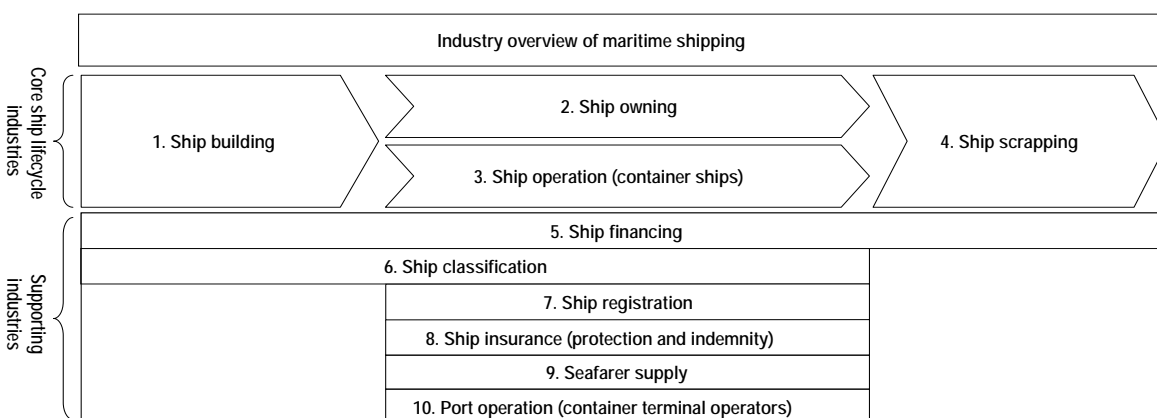 Industry overview of maritime shipping
Core ship lifecycle
industries
1. Ship building
2. Ship owning
3. Ship operation (container ships)
4. Ship scrapping
Supporting
industries
5. Ship financing
6. Ship classification
7. Ship registration
8. Ship insurance (protection and indemnity)
9. Seafarer supply
10. Port operation (container terminal operators)